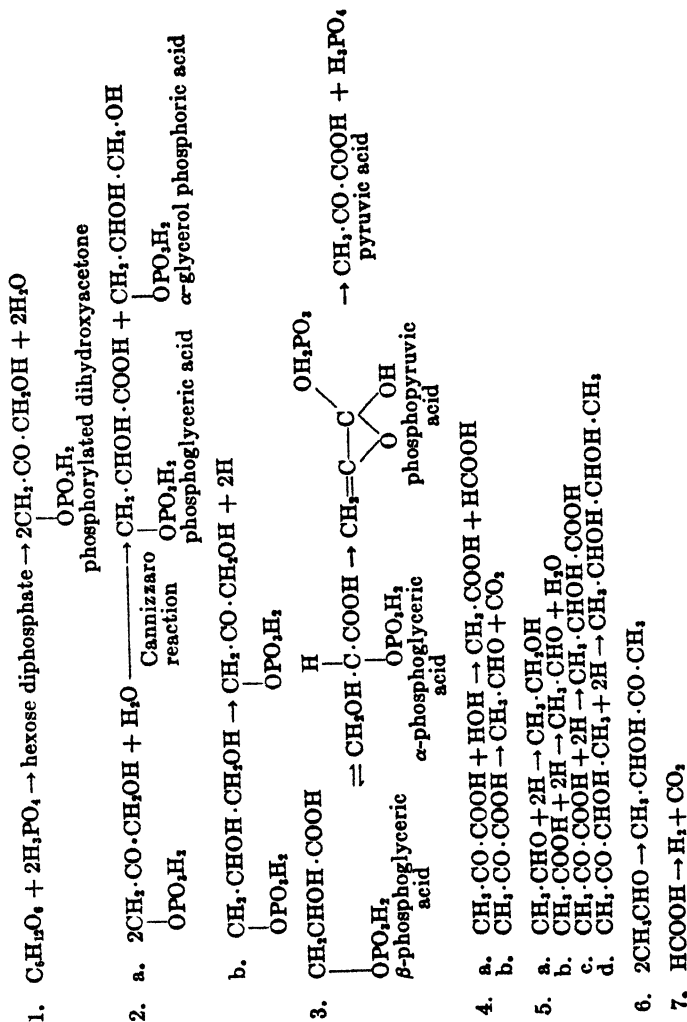 1. C₆H₁₂O₆ + 2H₃PO₄ → hexose diphosphate → 2CH₂·CO·CH₂OH + 2H₂O
OPO₃H₂
phosphorylated dihydroxyacetone
2. a. 2CH₂·CO·CH₂OH + H₂O ⟶ CH₂·CHOH·COOH + CH₂·CHOH·CH₂·OH
OPO₃H₂ Cannizzaro OPO₃H₂ OPO₃H₂
reaction phosphoglyceric acid α-glycerol phosphoric acid
b. CH₂·CHOH·CH₂OH → CH₂·CO·CH₂OH + 2H
OPO₃H₂ OPO₃H₂
3. CH₂CHOH·COOH ⇌ CH₂OH·C·COOH → CH₂=C—C → CH₃·CO·COOH + H₃PO₄
H OH₂PO₃
OPO₃H₂ OPO₃H₂ O OH pyruvic acid
β-phosphoglyceric α-phosphoglyceric phosphopyruvic
acid acid acid
4. a. CH₃·CO·COOH + HOH → CH₃·COOH + HCOOH
b. CH₃·CO·COOH → CH₃·CHO + CO₂
5. a. CH₃·CHO + 2H → CH₃·CH₂OH
b. CH₃·COOH + 2H → CH₃·CHO + H₂O
c. CH₃·CO·COOH + 2H → CH₃·CHOH·COOH
d. CH₃·CO·CHOH·CH₃ + 2H → CH₃·CHOH·CHOH·CH₃
6. 2CH₃CHO → CH₃·CHOH·CO·CH₃
7. HCOOH → H₂ + CO₂